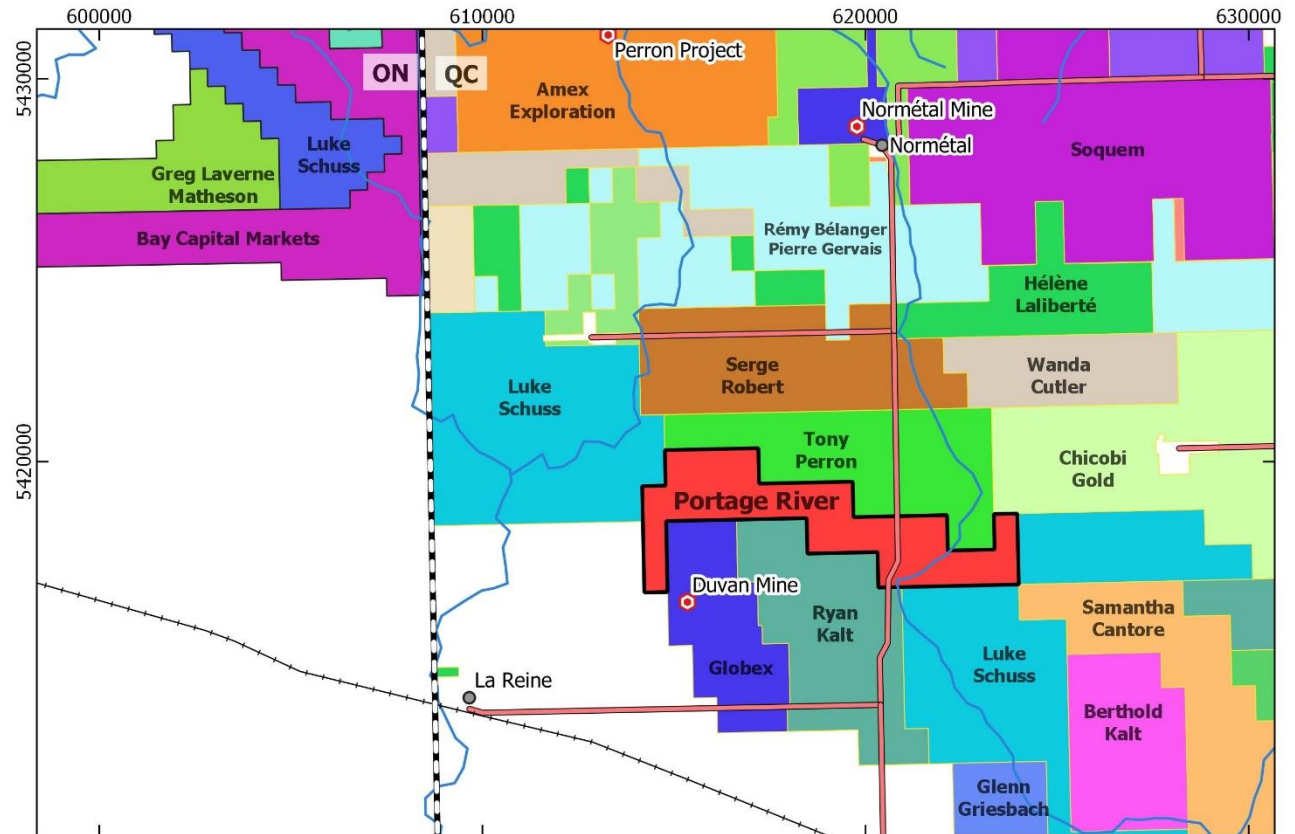 600000
610000
620000
630000
5430000
5420000
ON
QC
Perron Project
Amex
Exploration
Normétal Mine
Normétal
Soquem
Luke
Schuss
Greg Laverne
Matheson
Bay Capital Markets
Rémy Bélanger
Pierre Gervais
Hélène
Laliberté
Luke
Schuss
Serge
Robert
Wanda
Cutler
Tony
Perron
Chicobi
Gold
Portage River
Duvan Mine
Ryan
Kalt
Samantha
Cantore
Globex
Luke
Schuss
La Reine
Berthold
Kalt
Glenn
Griesbach